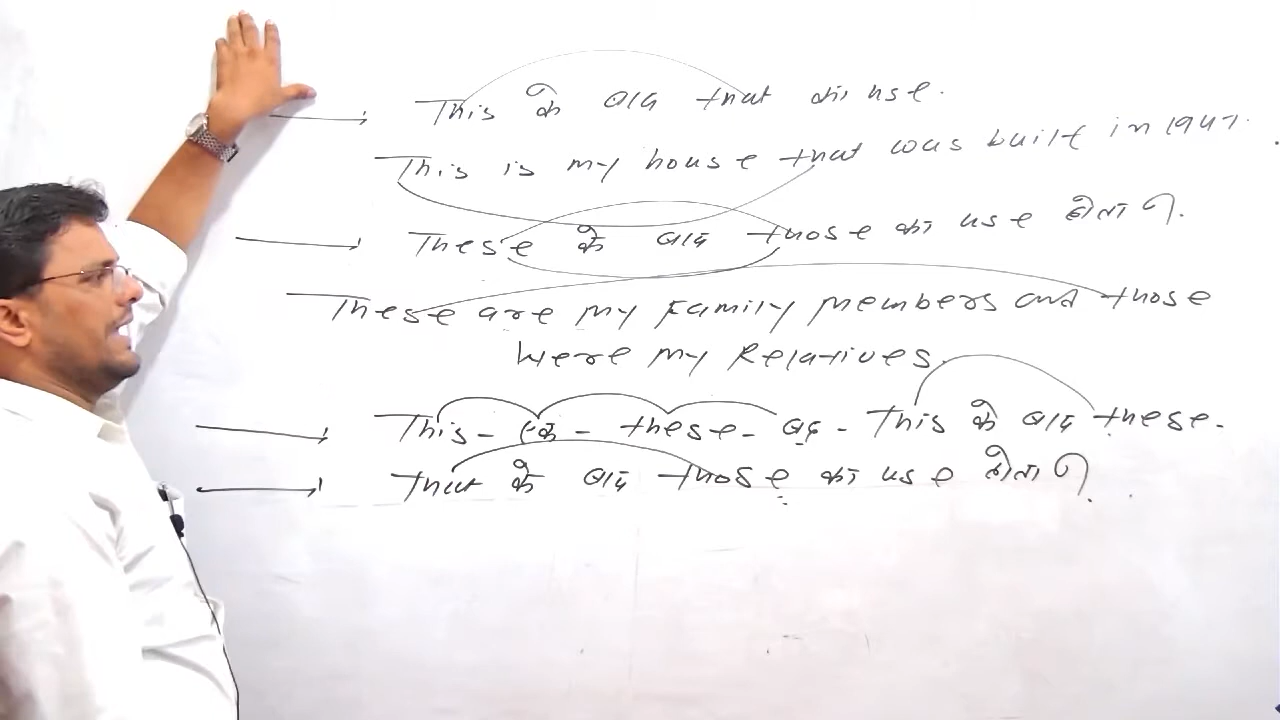 This के बाद that का use.
This is my house that was built in 1947.
These के बाद those का use होता है.
These are my Family members and those
were my Relatives.
This - एक - these - बहु - This के बाद these -
That के बाद those का use होता है.